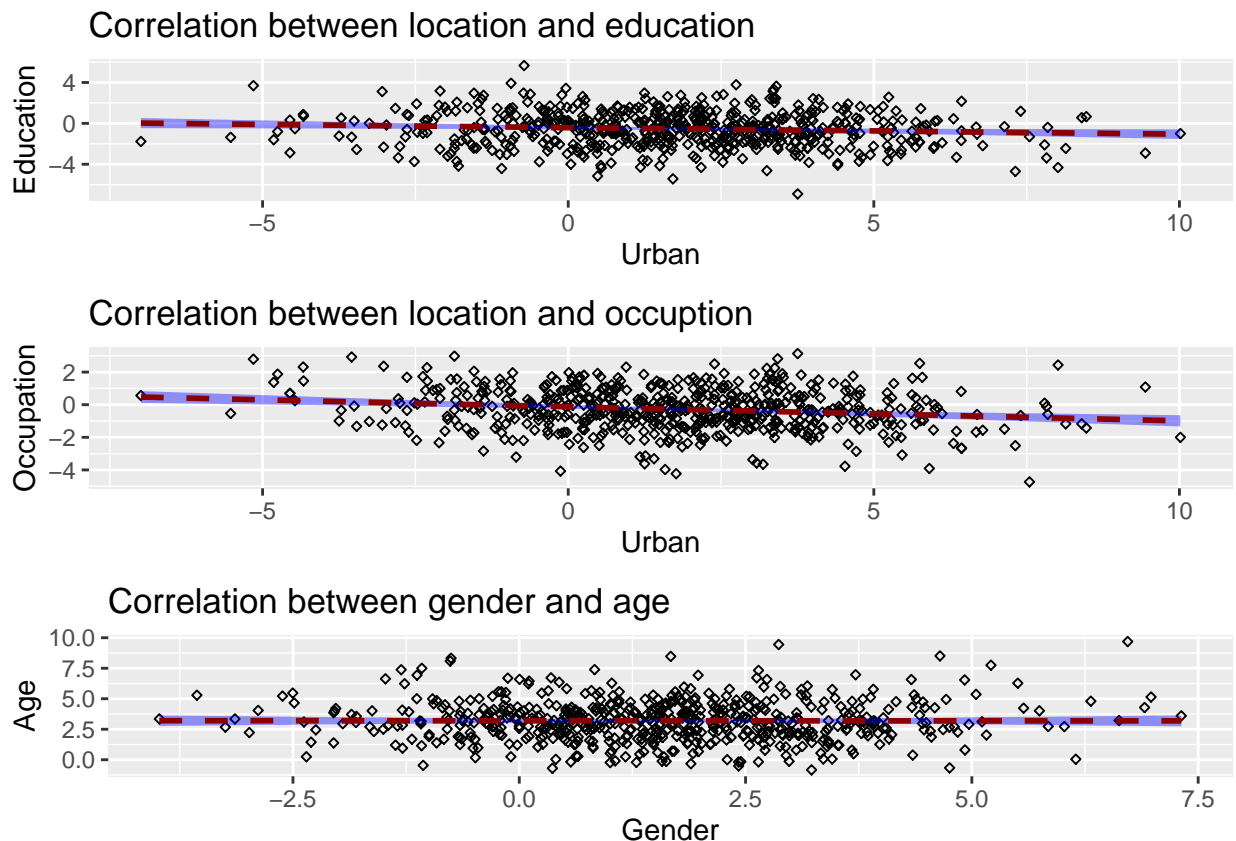 Correlation between location and education
Education
4
0
−4
−5
0
5
10
Urban
Correlation between location and occuption
Occupation
2
0
−2
−4
−5
0
5
10
Urban
Correlation between gender and age
Age
10.0
7.5
5.0
2.5
0.0
−2.5
0.0
2.5
5.0
7.5
Gender